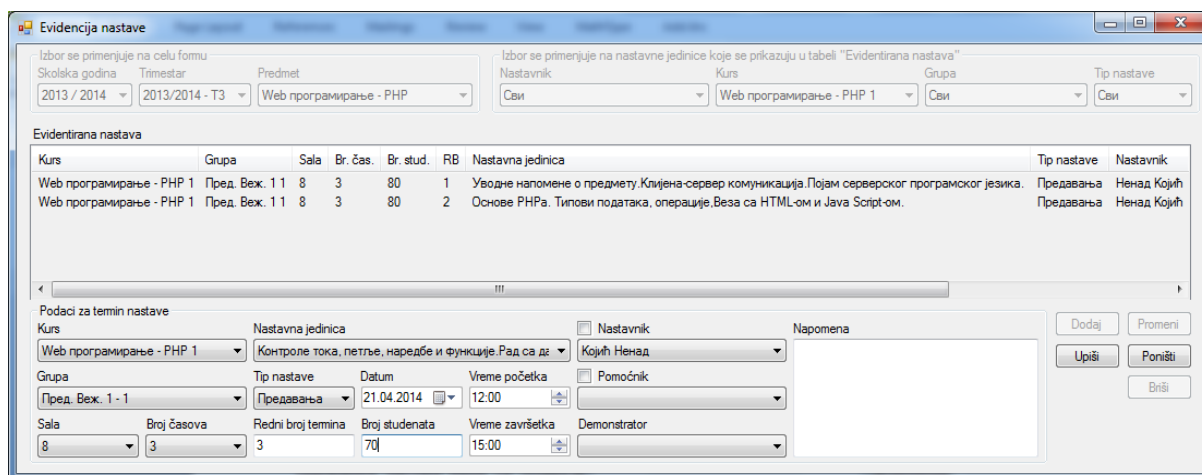 Evidencija nastave
Izbor se primenjuje na celu formu
Skolska godina Trimestar Predmet
2013 / 2014 2013/2014 - T3 Web програмирање - PHP
Izbor se primenjuje na nastavne jedinice koje se prikazuju u tabeli "Evidentirana nastava"
Nastavnik Kurs Grupa Tip nastave
Сви Web програмирање - PHP 1 Сви Сви
Evidentirana nastava
Kurs Grupa Sala Br. čas. Br. stud. RB Nastavna jedinica Tip nastave Nastavnik
Web програмирање - PHP 1 Пред. Веж. 1 1 8 3 80 1 Уводне напомене о предмету.Клијена-сервер комуникација.Појам серверског програмског језика. Предавања Ненад Којић
Web програмирање - PHP 1 Пред. Веж. 1 1 8 3 80 2 Основе PHPа. Типови података, операције,Веза са HTML-ом и Java Script-ом. Предавања Ненад Којић
Podaci za termin nastave
Kurs Nastavna jedinica Nastavnik Napomena
Web програмирање - PHP 1 Контроле тока, петље, наредбе и функције.Рад са да Којић Ненад
Grupa Tip nastave Datum Vreme početka Pomoćnik
Пред. Веж. 1 - 1 Предавања 21.04.2014 12:00
Sala Broj časova Redni broj termina Broj studenata Vreme završetka Demonstrator
8 3 3 70 15:00
Dodaj Promeni
Upiši Poništi
Briši